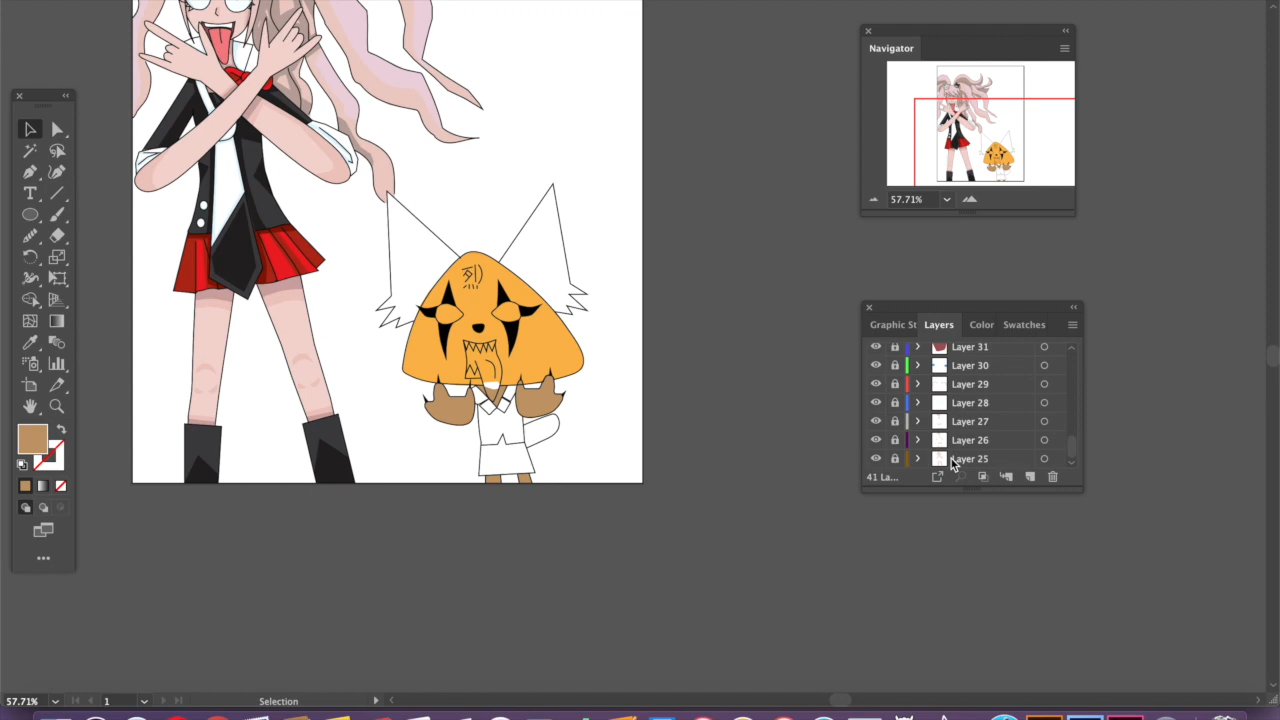 Navigator
57.71%
Graphic St
Layers
Color
Swatches
Layer 31
Layer 30
Layer 29
Layer 28
Layer 27
Layer 26
Layer 25
41 La...
烈
57.71%
1
Selection